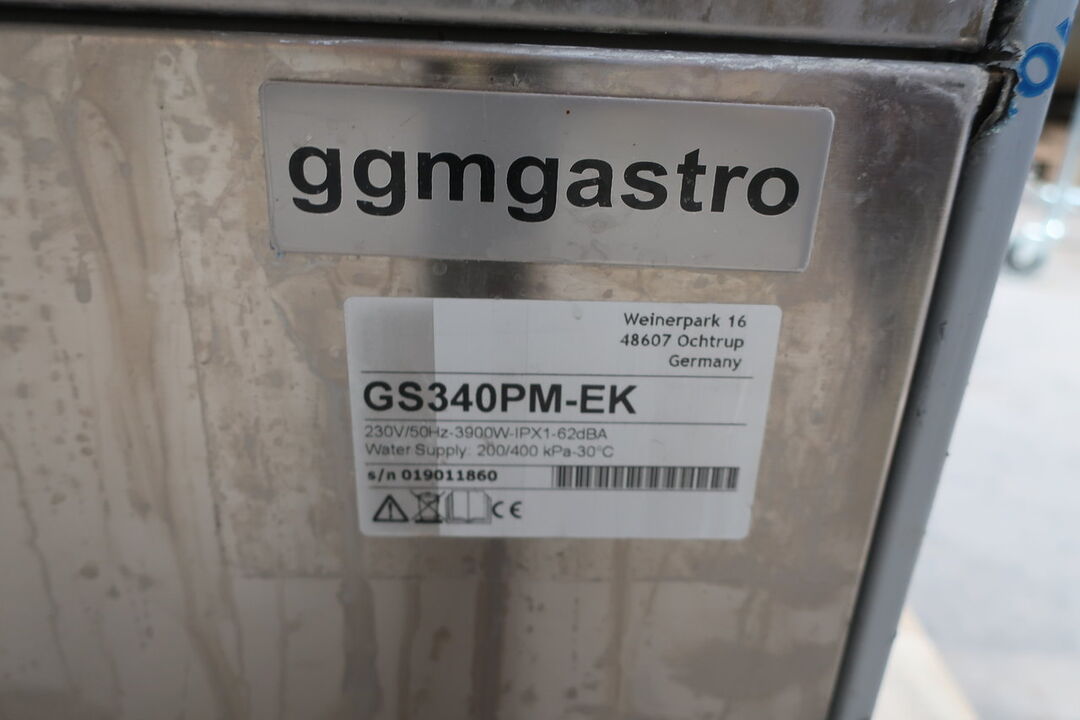 ggmgastro
Weinerpark 16
48607 Ochtrup
Germany
GS340PM-EK
230V/50Hz-3900W-IPX1-62dBA
Water Supply: 200/400 kPa-30°C
s/n 019011860
CE